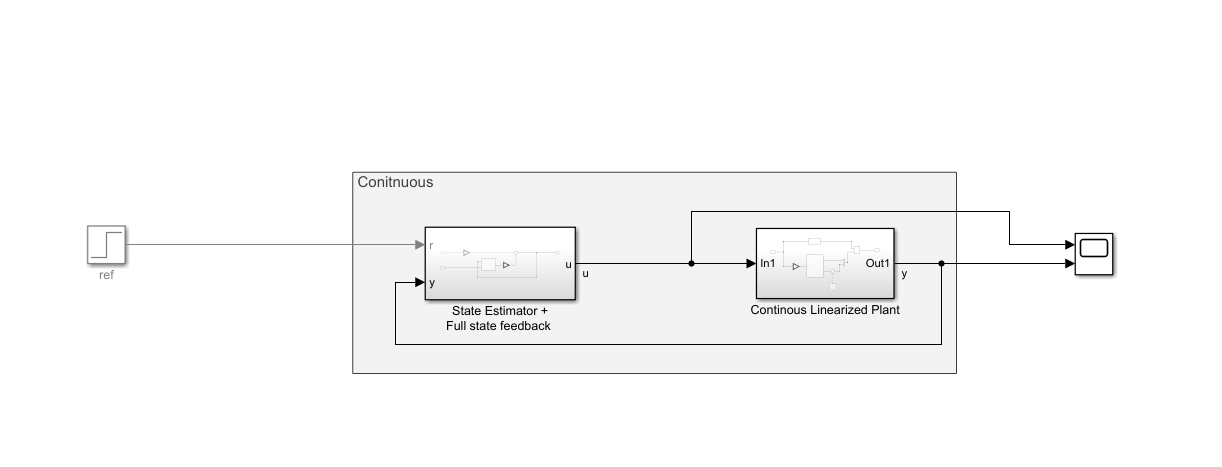 Conitnuous
ref
r
y
u
u
State Estimator +
Full state feedback
In1
Out1
y
Continous Linearized Plant